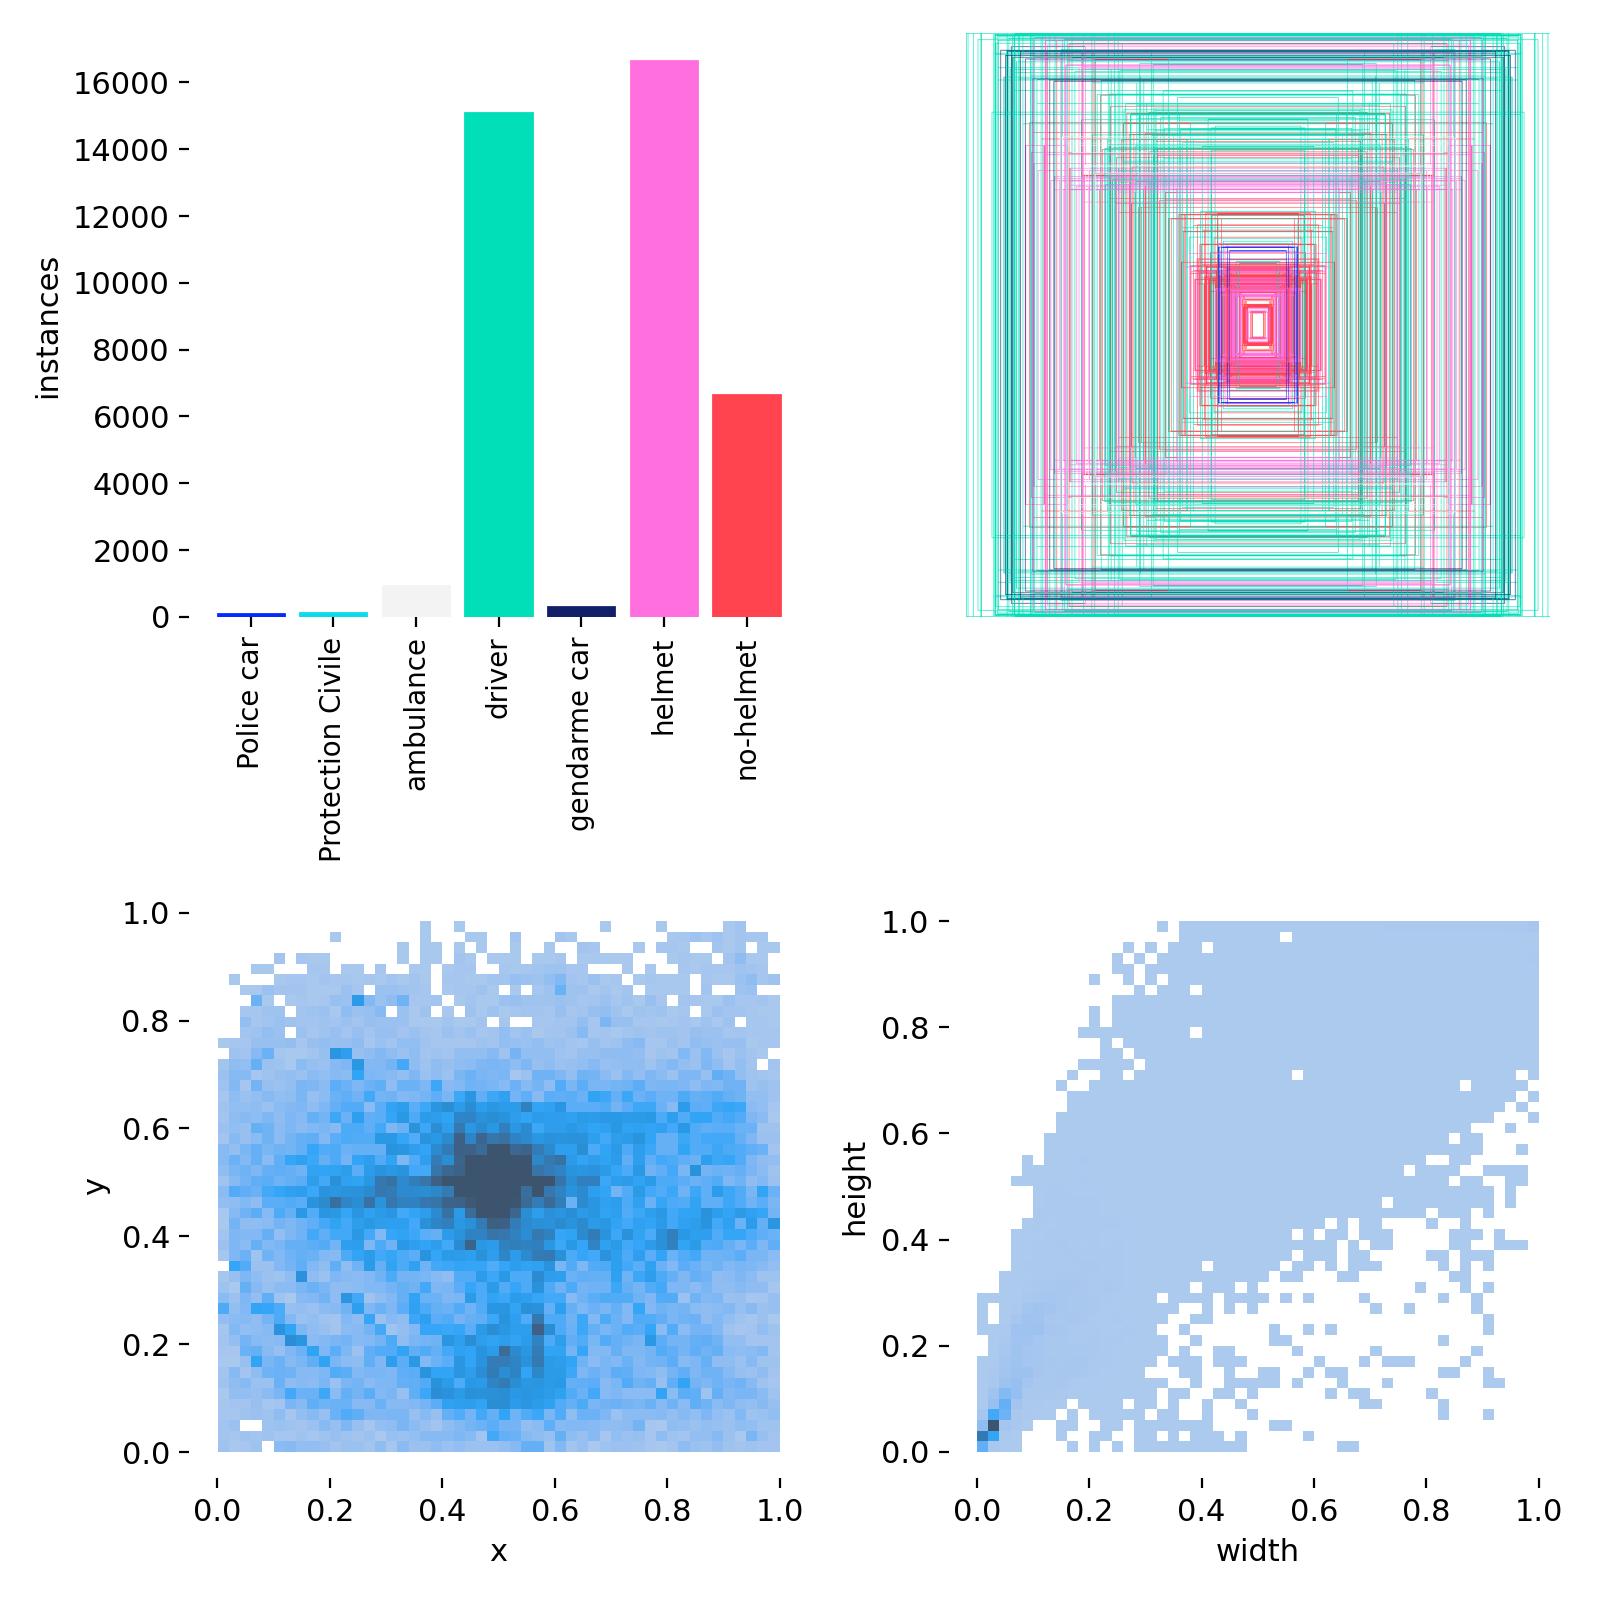 instances
16000
14000
12000
10000
8000
6000
4000
2000
0
Police car
Protection Civile
ambulance
driver
gendarme car
helmet
no-helmet
y
1.0
0.8
0.6
0.4
0.2
0.0
0.0 0.2 0.4 0.6 0.8 1.0
x
height
1.0
0.8
0.6
0.4
0.2
0.0
0.0 0.2 0.4 0.6 0.8 1.0
width